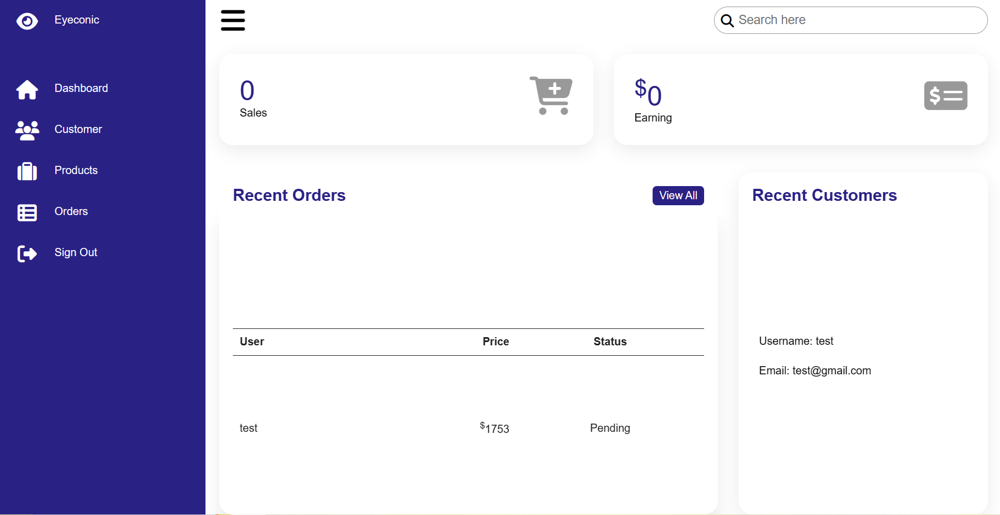 Eyeconic
Search here
Dashboard
Customer
Products
Orders
Sign Out
0
Sales
$0
Earning
Recent Orders
View All
User Price Status
test $1753 Pending
Recent Customers
Username: test
Email: test@gmail.com